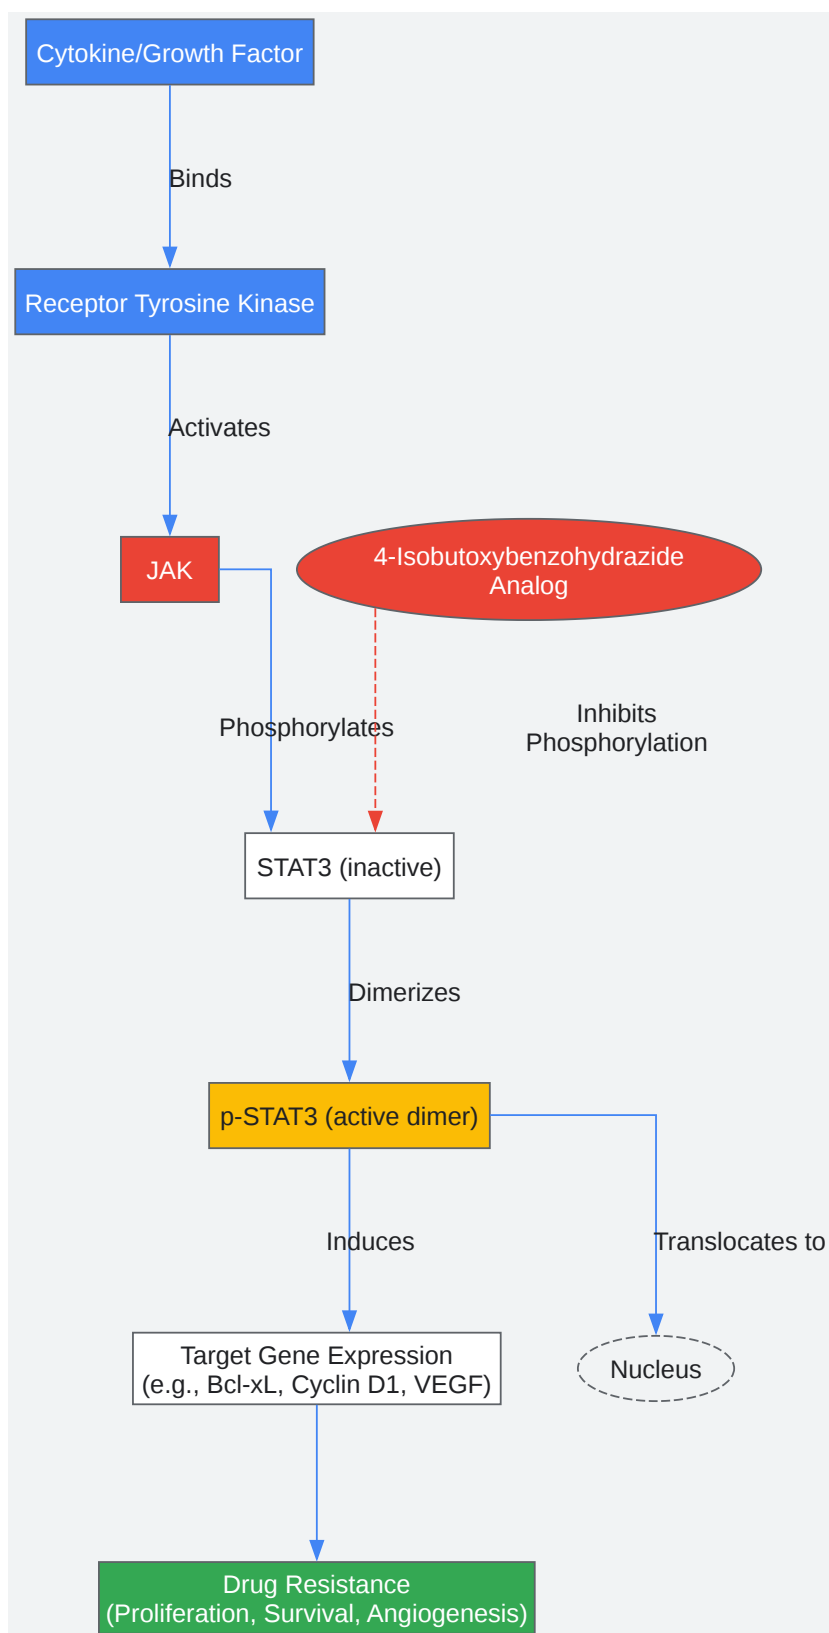 Cytokine/Growth Factor
Binds
Receptor Tyrosine Kinase
Activates
JAK
4-Isobutoxybenzohydrazide
Analog
Phosphorylates
Inhibits
Phosphorylation
STAT3 (inactive)
Dimerizes
p-STAT3 (active dimer)
Induces
Translocates to
Target Gene Expression
(e.g., Bcl-xL, Cyclin D1, VEGF)
Nucleus
Drug Resistance
(Proliferation, Survival, Angiogenesis)